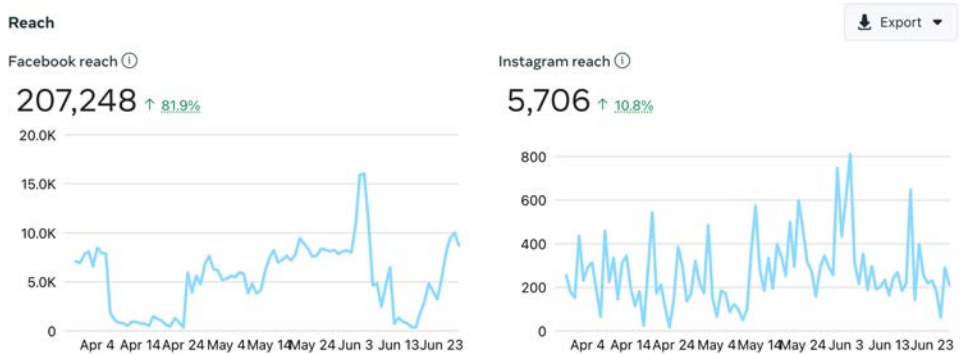 Reach
Export
Facebook reach
Instagram reach
207,248 ↑ 81.9%
5,706 ↑ 10.8%
20.0K
15.0K
10.0K
5.0K
0
Apr 4 Apr 14 Apr 24 May 4 May 14 May 24 Jun 3 Jun 13 Jun 23
800
600
400
200
0
Apr 4 Apr 14 Apr 24 May 4 May 14 May 24 Jun 3 Jun 13 Jun 23